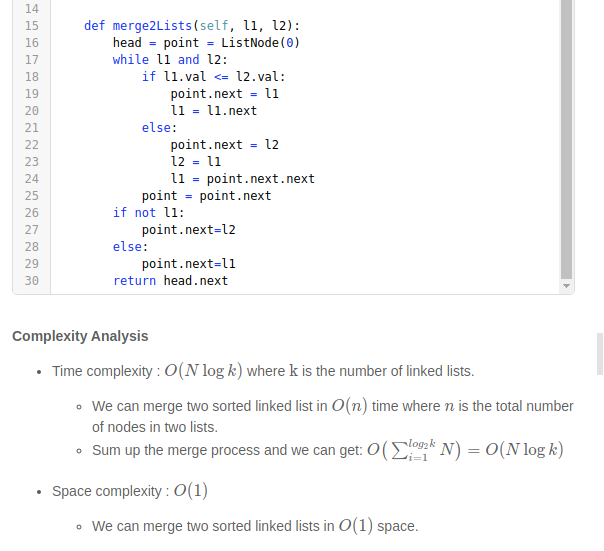 14
15     def merge2Lists(self, l1, l2):
16         head = point = ListNode(0)
17         while l1 and l2:
18             if l1.val <= l2.val:
19                 point.next = l1
20                 l1 = l1.next
21             else:
22                 point.next = l2
23                 l2 = l1
24                 l1 = point.next.next
25             point = point.next
26         if not l1:
27             point.next=l2
28         else:
29             point.next=l1
30         return head.next
Complexity Analysis
• Time complexity : O(N log k) where k is the number of linked lists.
◦ We can merge two sorted linked list in O(n) time where n is the total number
of nodes in two lists.
◦ Sum up the merge process and we can get: O(∑_{i=1}^{log₂k} N) = O(N log k)
• Space complexity : O(1)
◦ We can merge two sorted linked lists in O(1) space.